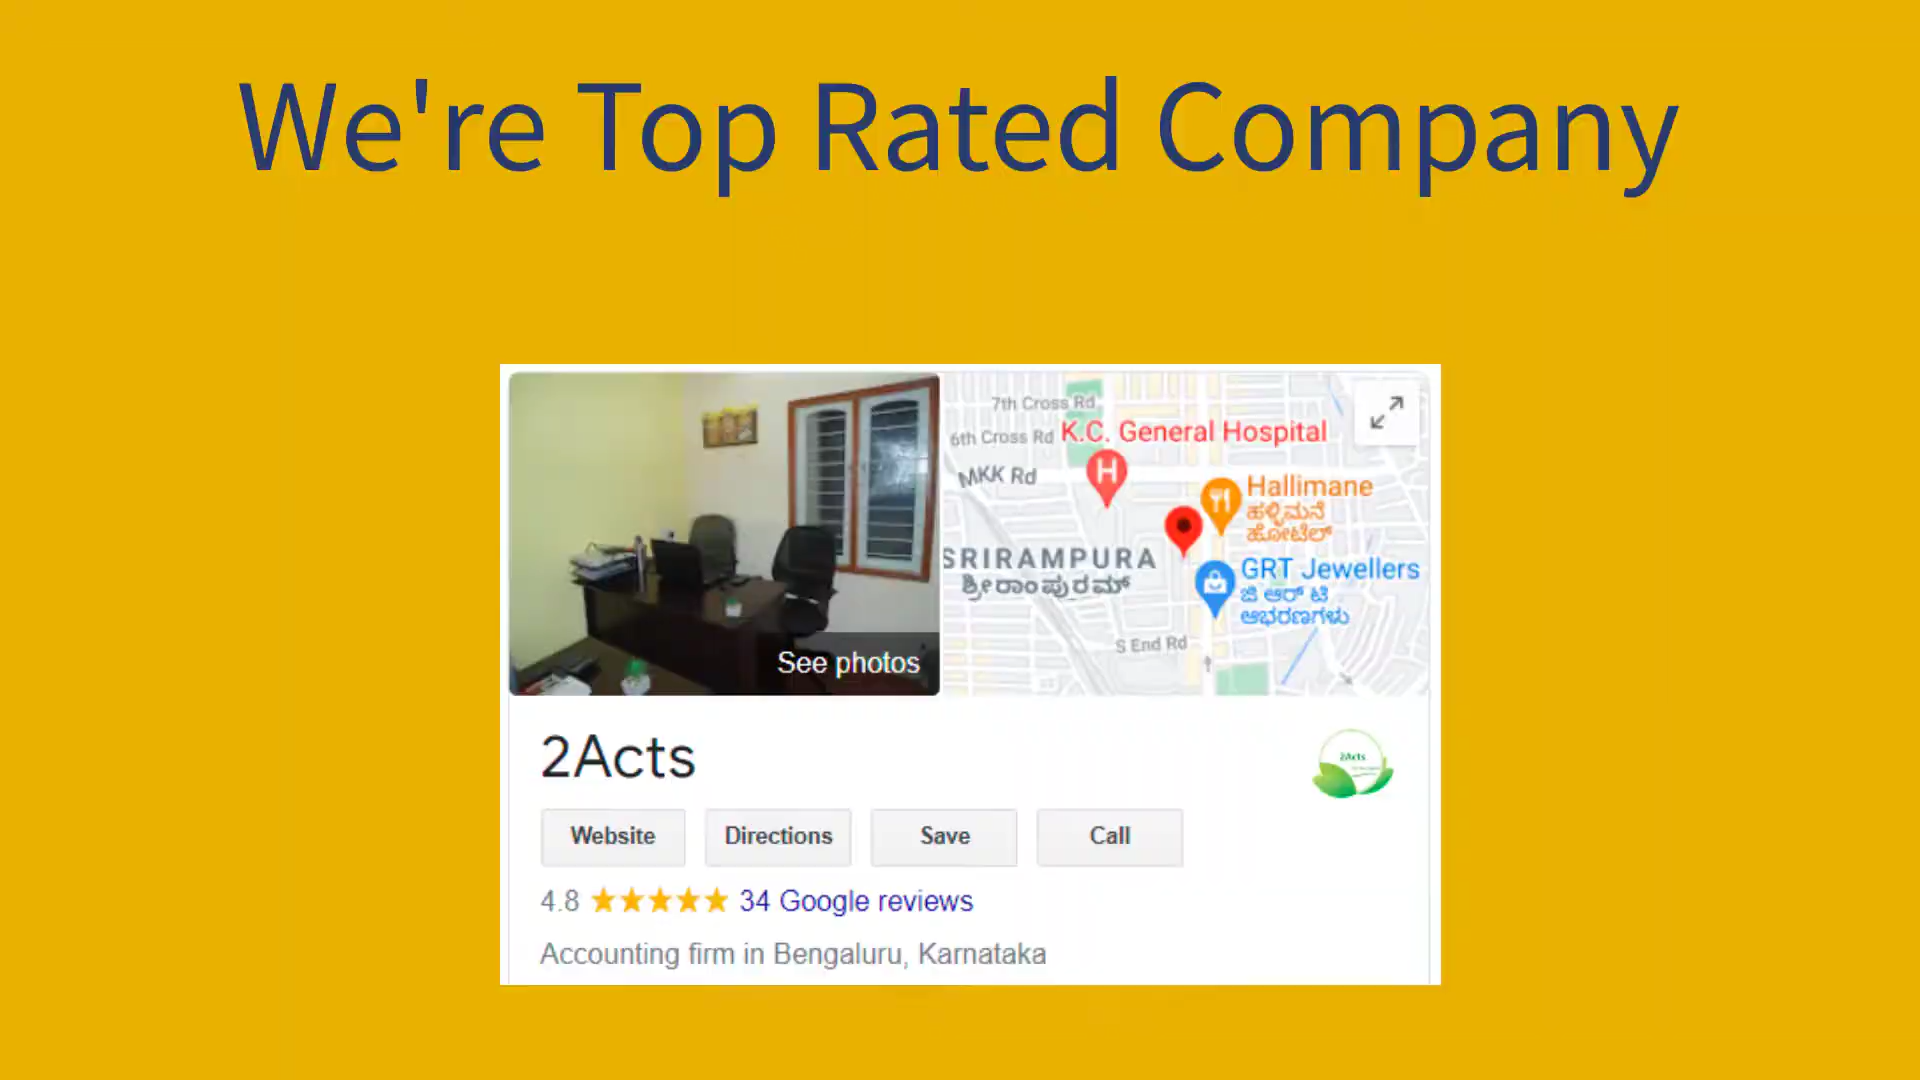 We're Top Rated Company
7th Cross Rd
6th Cross Rd
K.C. General Hospital
MKK Rd
H
Hallimane
ಹಳ್ಳಿಮನೆ
ಹೋಟೆಲ್
SRIRAMPURA
ಶ್ರೀರಾಂಪುರಮ್
GRT Jewellers
ಜಿ ಆರ್ ಟಿ
ಆಭರಣಗಳು
S End Rd
See photos
2Acts
2Acts
Website
Directions
Save
Call
4.8
34 Google reviews
Accounting firm in Bengaluru, Karnataka